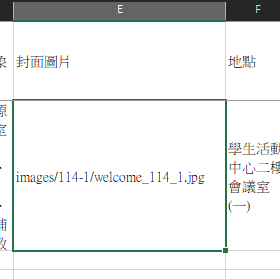 E
F
封面圖片
地點
images/114-1/welcome_114_1.jpg
學生活動
中心二樓
會議室
(一)